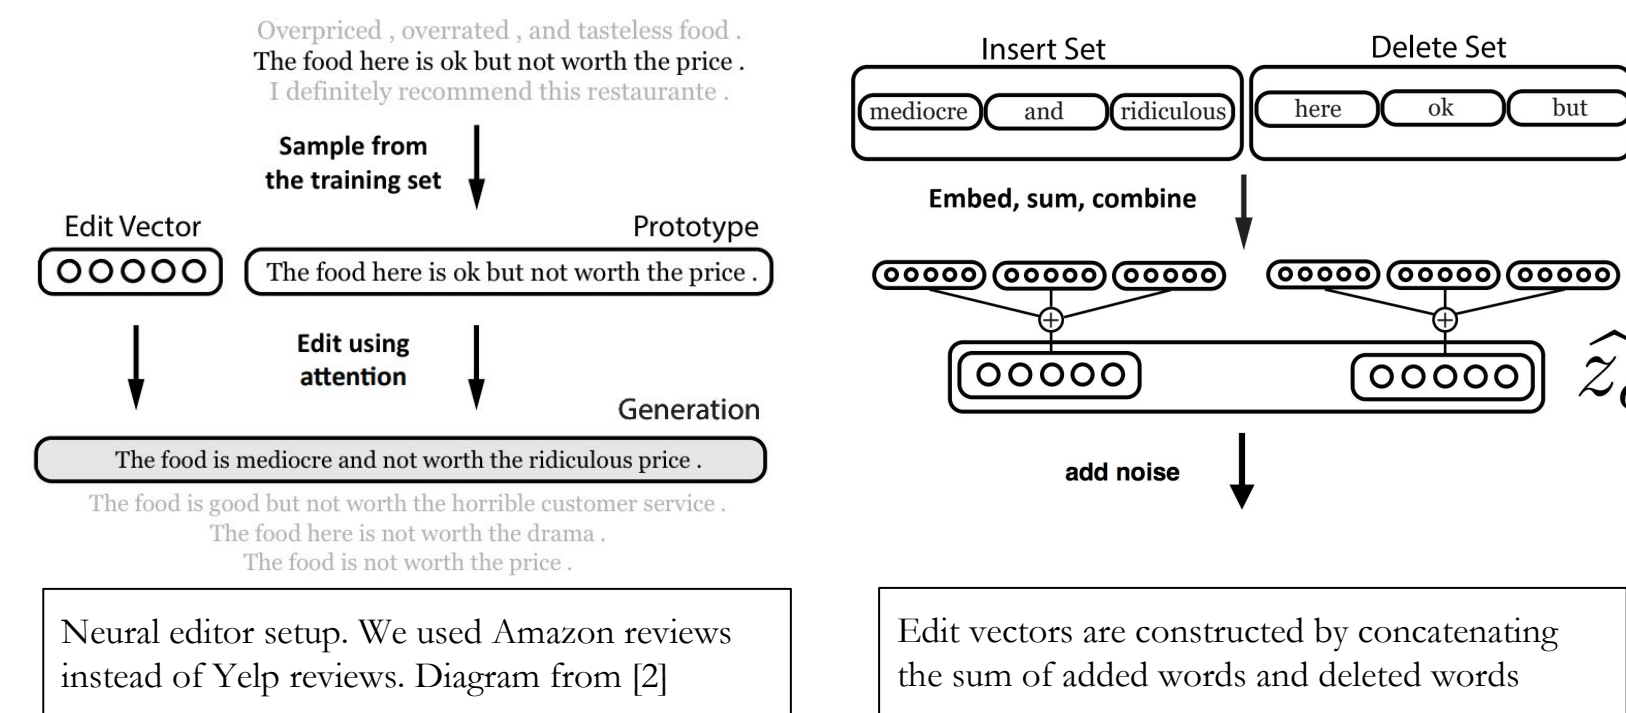 Overpriced , overrated , and tasteless food .
The food here is ok but not worth the price .
I definitely recommend this restaurante .
Sample from
the training set
Edit Vector
Prototype
The food here is ok but not worth the price .
Edit using
attention
Generation
The food is mediocre and not worth the ridiculous price .
The food is good but not worth the horrible customer service .
The food here is not worth the drama .
The food is not worth the price .
Neural editor setup. We used Amazon reviews
instead of Yelp reviews. Diagram from [2]
Insert Set
Delete Set
mediocre and ridiculous
here ok but
Embed, sum, combine
add noise
Edit vectors are constructed by concatenating
the sum of added words and deleted words